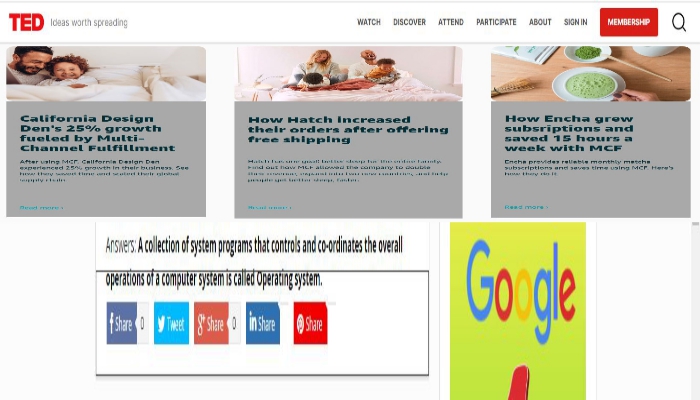 TED Ideas worth spreading WATCH DISCOVER ATTEND PARTICIPATE ABOUT SIGN IN MEMBERSHIP
California Design
Den's 25% growth
fueled by Multi-
Channel Fulfillment
After using MCF, California Design Den
experienced 25% growth in their business. See
how they saved time and scaled their global
supply chain.
Read more ›
How Hatch increased
their orders after offering
free shipping
Hatch has one goal: better sleep for the entire family.
Find out how MCF allowed the company to double
their revenue, expand into two new countries, and help
people get better sleep, faster.
Read more ›
How Encha grew
subsriptions and
saved 15 hours a
week with MCF
Encha provides reliable monthly matcha
subscriptions and saves time using MCF. Here's
how they do it.
Read more ›
Answers: A collection of system programs that controls and co-ordinates the overall
operations of a computer system is called Operating system.
Share 0 Tweet Share 0 Share Share
Google